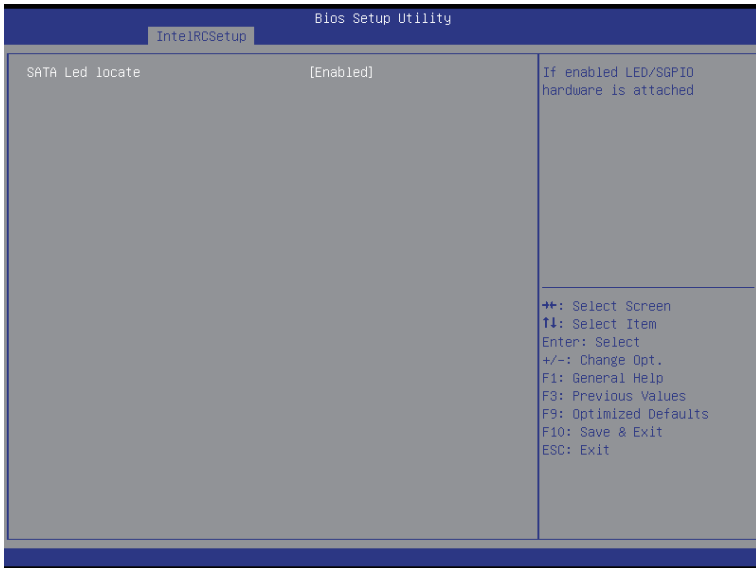 Bios Setup Utility
IntelRCSetup
SATA Led locate [Enabled]
If enabled LED/SGPIO
hardware is attached
→←: Select Screen
↑↓: Select Item
Enter: Select
+/-: Change Opt.
F1: General Help
F3: Previous Values
F9: Optimized Defaults
F10: Save & Exit
ESC: Exit